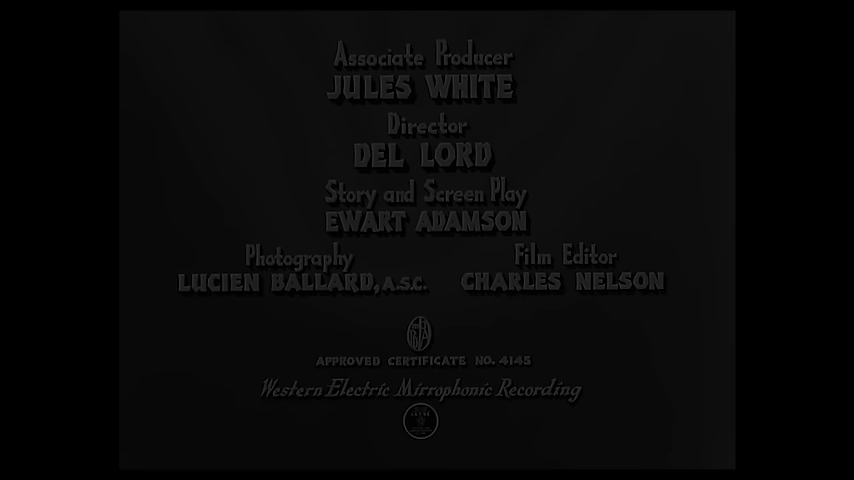 Associate Producer
JULES WHITE
Director
DEL LORD
Story and Screen Play
EWART ADAMSON
Photography
LUCIEN BALLARD, A.S.C.
Film Editor
CHARLES NELSON
APPROVED CERTIFICATE NO. 4145
Western Electric Mirrophonic Recording